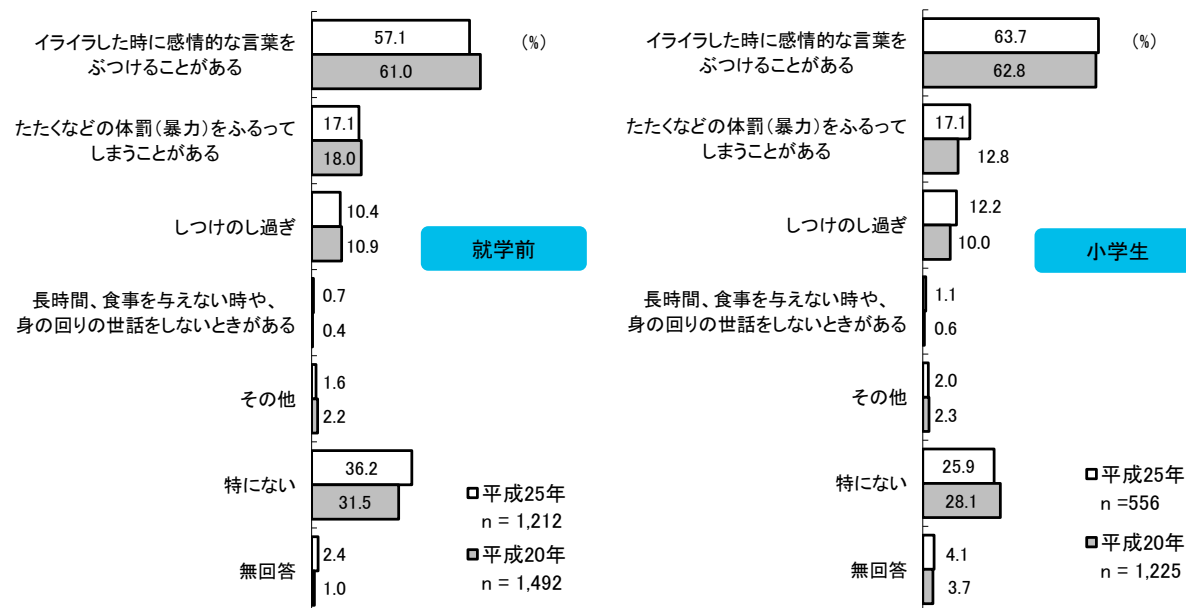 イライラした時に感情的な言葉を
ぶつけることがある
57.1
61.0
(%)
たたくなどの体罰(暴力)をふるって
しまうことがある
17.1
18.0
しつけのし過ぎ
10.4
10.9
就学前
長時間、食事を与えない時や、
身の回りの世話をしないときがある
0.7
0.4
その他
1.6
2.2
特にない
36.2
31.5
無回答
2.4
1.0
平成25年
n = 1,212
平成20年
n = 1,492
イライラした時に感情的な言葉を
ぶつけることがある
63.7
62.8
(%)
たたくなどの体罰(暴力)をふるって
しまうことがある
17.1
12.8
しつけのし過ぎ
12.2
10.0
小学生
長時間、食事を与えない時や、
身の回りの世話をしないときがある
1.1
0.6
その他
2.0
2.3
特にない
25.9
28.1
無回答
4.1
3.7
平成25年
n =556
平成20年
n = 1,225